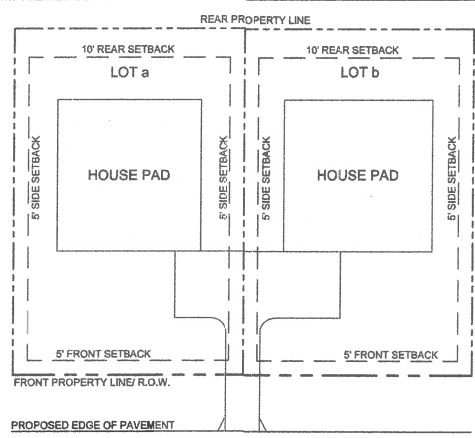 REAR PROPERTY LINE
10' REAR SETBACK
10' REAR SETBACK
LOT a
LOT b
5' SIDE SETBACK
HOUSE PAD
5' SIDE SETBACK
5' SIDE SETBACK
HOUSE PAD
5' SIDE SETBACK
5' FRONT SETBACK
5' FRONT SETBACK
FRONT PROPERTY LINE/ R.O.W.
PROPOSED EDGE OF PAVEMENT